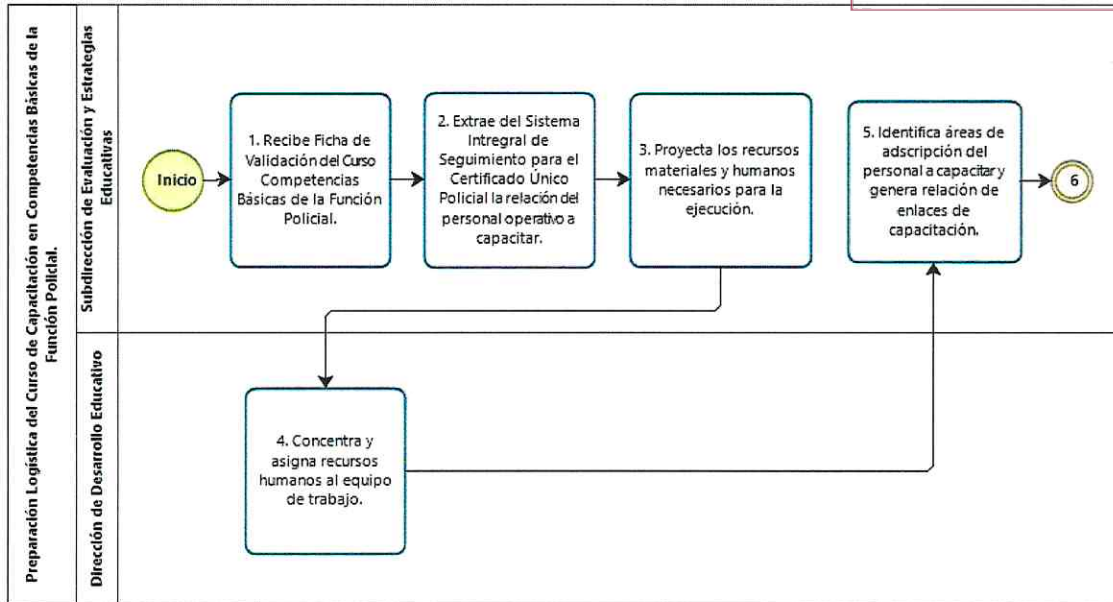 Preparación Logística del Curso de Capacitación en Competencias Básicas de la
Función Policial.
Subdirección de Evaluación y Estrategias
Educativas
Inicio
1. Recibe Ficha de
Validación del Curso
Competencias
Básicas de la Función
Policial.
2. Extrae del Sistema
Intregral de
Seguimiento para el
Certificado Único
Policial la relación del
personal operativo a
capacitar.
3. Proyecta los recursos
materiales y humanos
necesarios para la
ejecución.
5. Identifica áreas de
adscripción del
personal a capacitar y
genera relación de
enlaces de
capacitación.
6
Dirección de Desarrollo Educativo
4. Concentra y
asigna recursos
humanos al equipo
de trabajo.